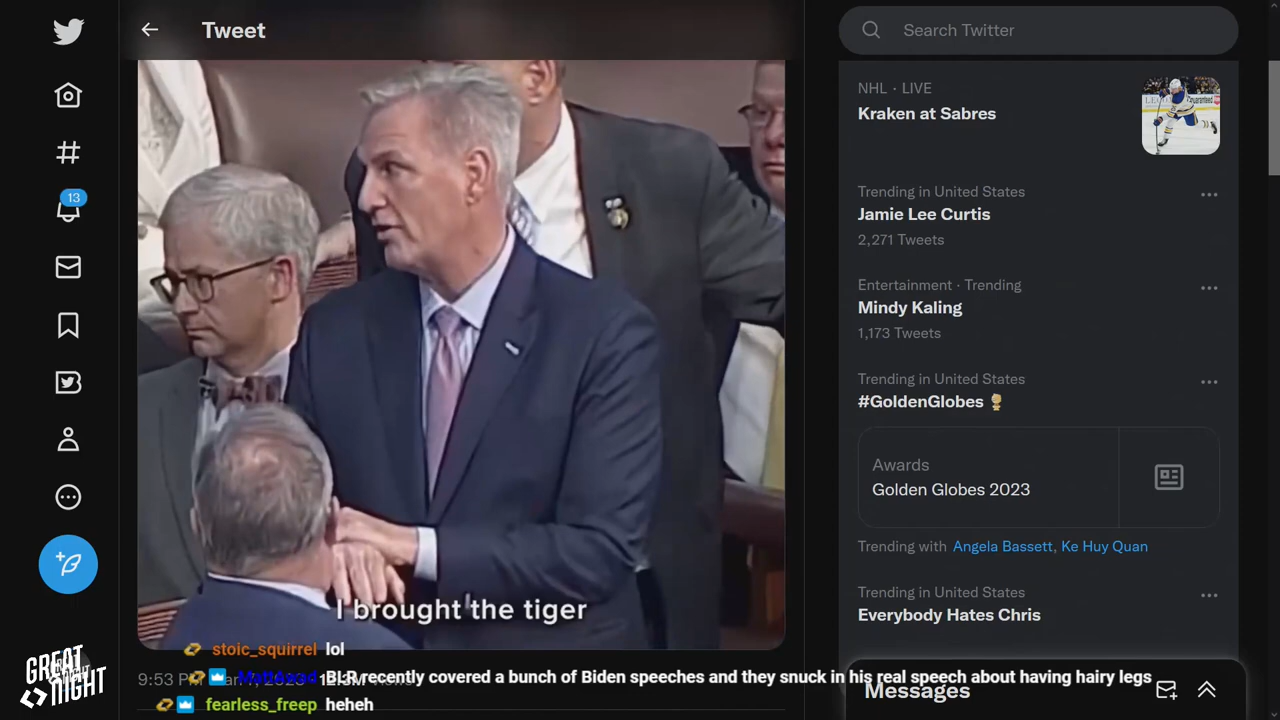 Tweet
Search Twitter
NHL · LIVE
Kraken at Sabres
Trending in United States
Jamie Lee Curtis
2,271 Tweets
13
Entertainment · Trending
Mindy Kaling
1,173 Tweets
Trending in United States
#GoldenGlobes
Awards
Golden Globes 2023
Trending with Angela Bassett, Ke Huy Quan
Trending in United States
Everybody Hates Chris
I brought the tiger
stoic_squirrel lol
BLR recently covered a bunch of Biden speeches and they snuck in his real speech about having hairy legs
9:53
Messages
fearless_freep heheh
GREAT
NIGHT